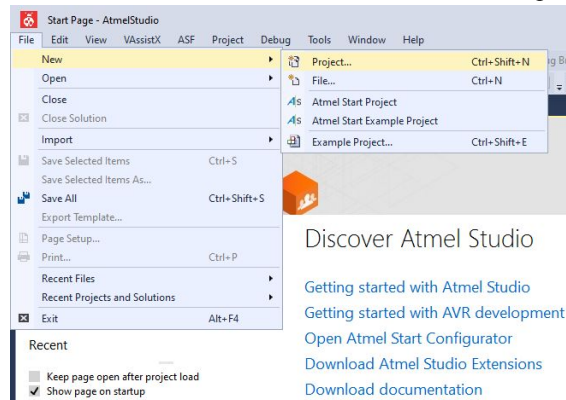 Start Page - AtmelStudio
File Edit View VAssistX ASF Project Debug Tools Window Help
New
Open
Close
Close Solution
Import
Save Selected Items Ctrl+S
Save Selected Items As...
Save All Ctrl+Shift+S
Export Template...
Page Setup...
Print... Ctrl+P
Recent Files
Recent Projects and Solutions
Exit Alt+F4
Project... Ctrl+Shift+N
File... Ctrl+N
Atmel Start Project
Atmel Start Example Project
Example Project... Ctrl+Shift+E
Discover Atmel Studio
Getting started with Atmel Studio
Getting started with AVR development
Open Atmel Start Configurator
Download Atmel Studio Extensions
Download documentation
Recent
Keep page open after project load
Show page on startup